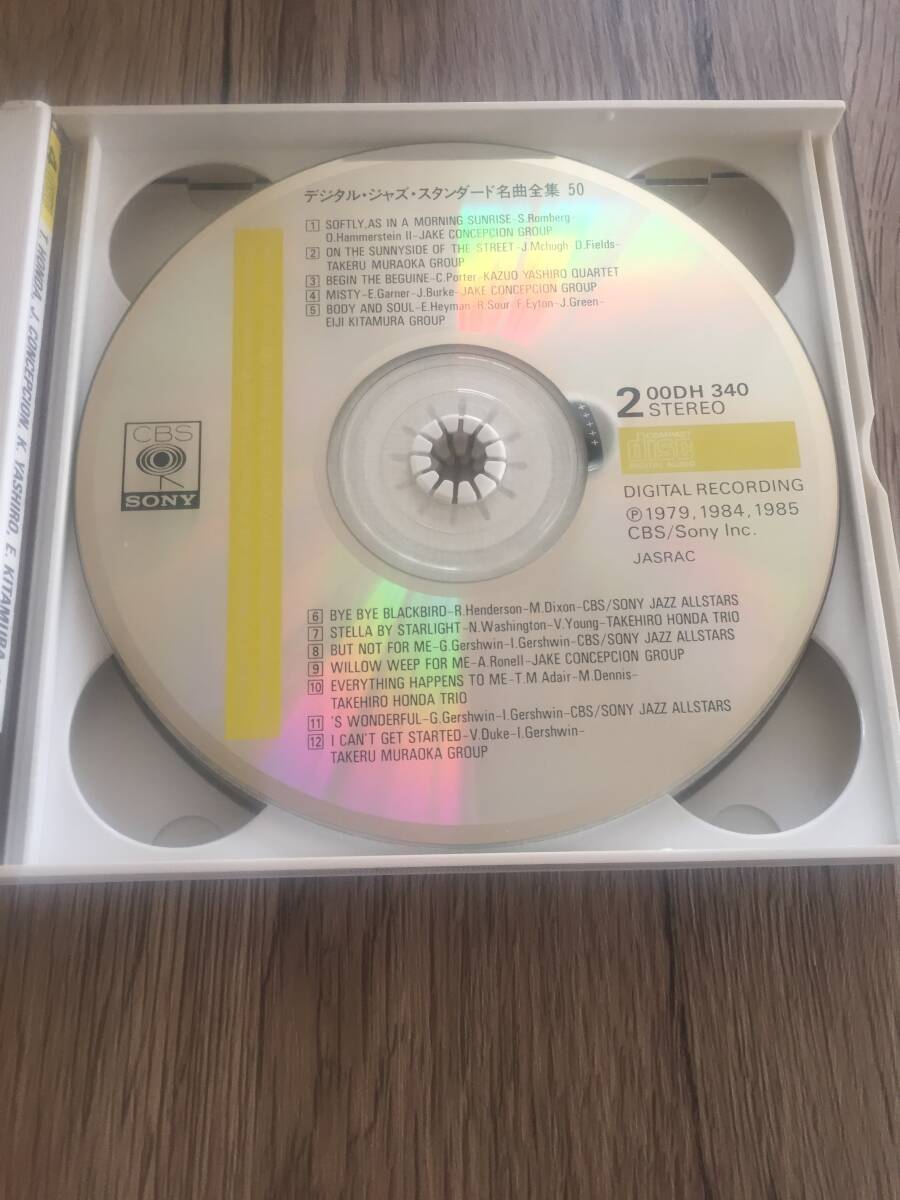 デジタル・ジャズ・スタンダード名曲全集 50
1 SOFTLY,AS IN A MORNING SUNRISE-S.Romberg-
O.Hammerstein II-JAKE CONCEPCION GROUP
2 ON THE SUNNYSIDE OF THE STREET-J.Mchugh-D.Fields-
TAKERU MURAOKA GROUP
3 BEGIN THE BEGUINE-C.Porter-KAZUO YASHIRO QUARTET
4 MISTY-E.Garner-J.Burke-JAKE CONCEPCION GROUP
5 BODY AND SOUL-E.Heyman-R.Sour-F.Eyton-J.Green-
EIJI KITAMURA GROUP
2 00DH 340
STEREO
COMPACT
disc
DIGITAL AUDIO
CBS
SONY
DIGITAL RECORDING
Ⓟ1979,1984,1985
CBS/Sony Inc.
JASRAC
6 BYE BYE BLACKBIRD-R.Henderson-M.Dixon-CBS/SONY JAZZ ALLSTARS
7 STELLA BY STARLIGHT-N.Washington-V.Young-TAKEHIRO HONDA TRIO
8 BUT NOT FOR ME-G.Gershwin-I.Gershwin-CBS/SONY JAZZ ALLSTARS
9 WILLOW WEEP FOR ME-A.Ronell-JAKE CONCEPCION GROUP
10 EVERYTHING HAPPENS TO ME-T.M.Adair-M.Dennis-
TAKEHIRO HONDA TRIO
11 'S WONDERFUL-G.Gershwin-I.Gershwin-CBS/SONY JAZZ ALLSTARS
12 I CAN'T GET STARTED-V.Duke-I.Gershwin-
TAKERU MURAOKA GROUP
T.HONDA, J. CONCEPCION, K. YASHIRO, E. KITAMURA